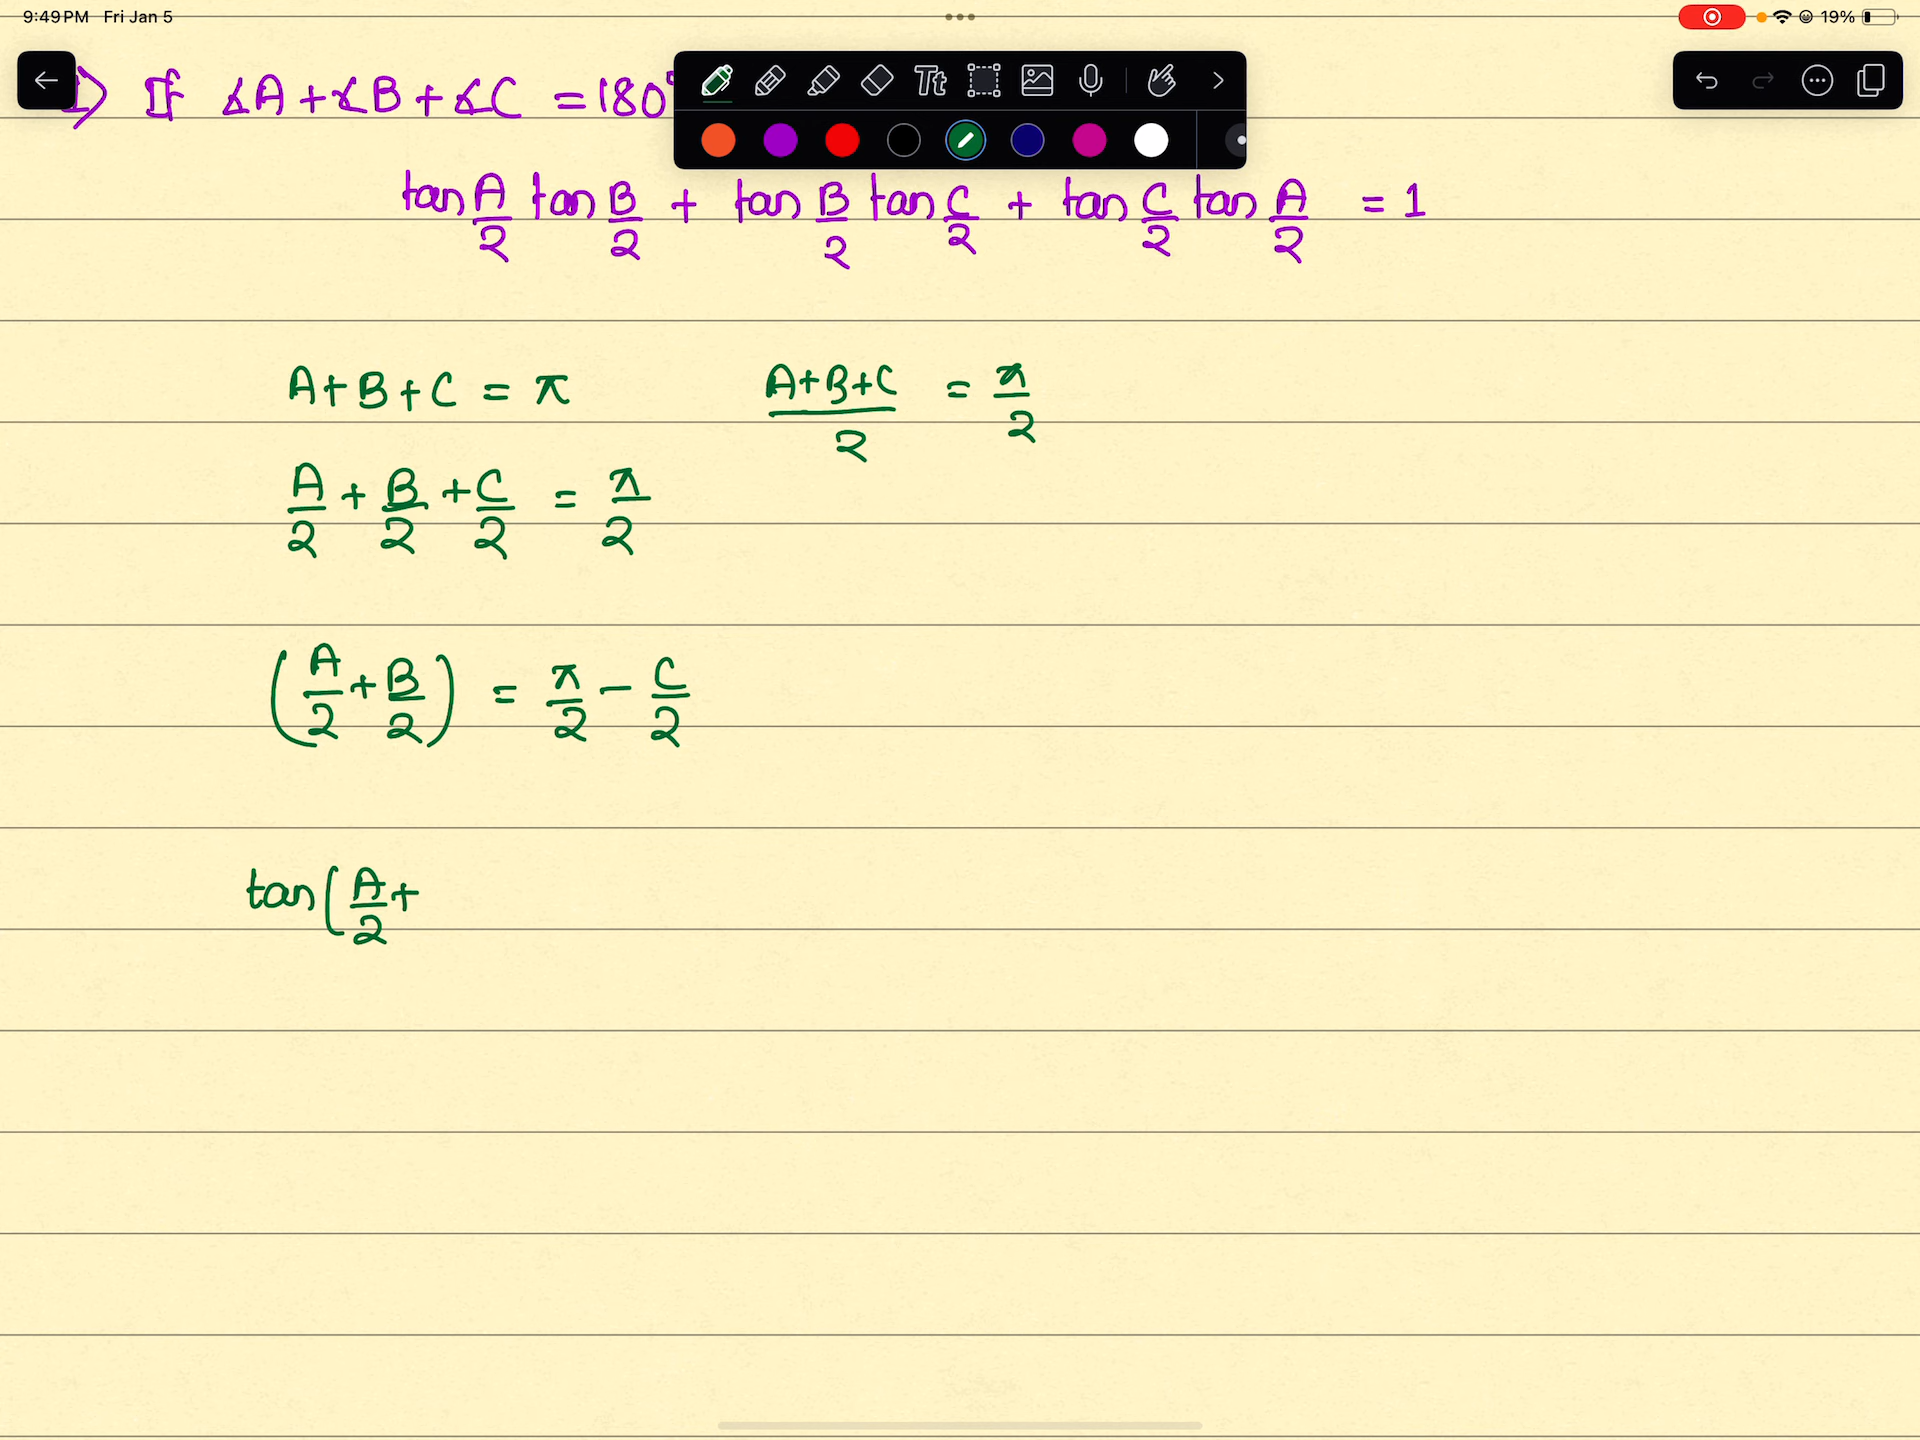 9:49 PM Fri Jan 5 19%
1) If ∡A+∡B+∡C =180°
Tt
tan A/2 tan B/2 + tan B/2 tan C/2 + tan C/2 tan A/2 = 1
A+B+C = π (A+B+C)/2 = π/2
A/2 + B/2 + C/2 = π/2
(A/2 + B/2) = π/2 - C/2
tan(A/2 +